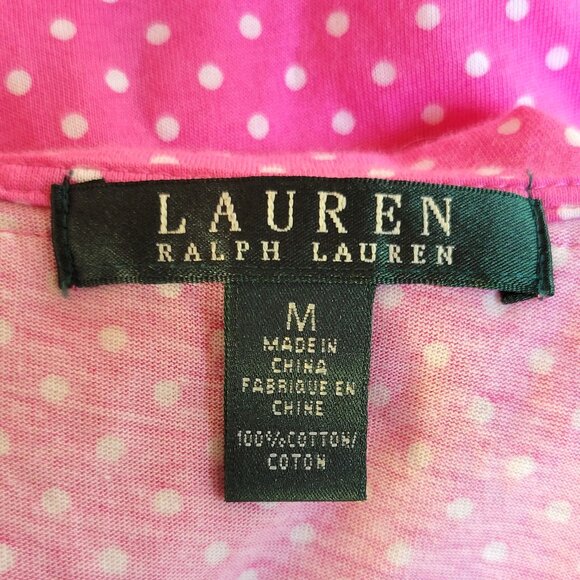 LAUREN
RALPH LAUREN
M
MADE IN
CHINA
FABRIQUE EN
CHINE
100% COTTON/
COTON